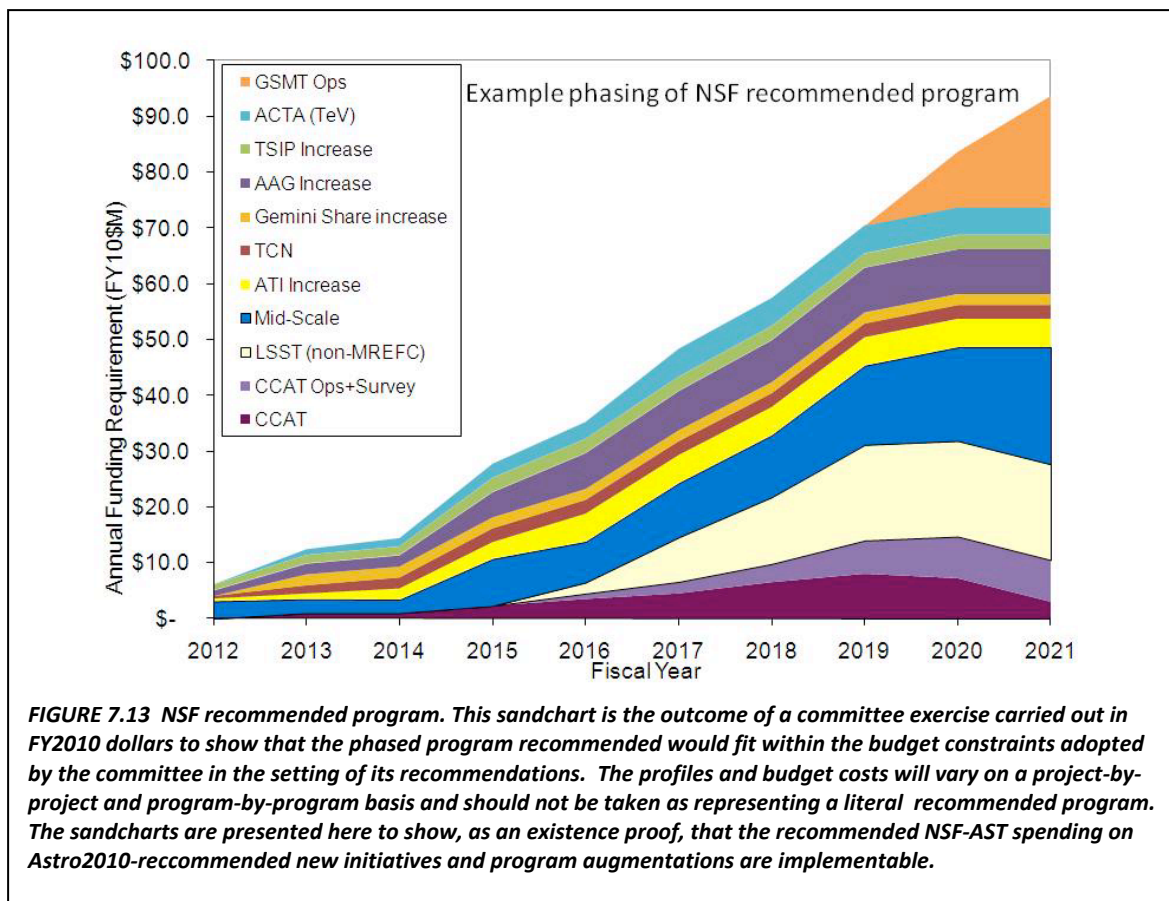 Example phasing of NSF recommended program
$100.0
$90.0
$80.0
$70.0
$60.0
$50.0
$40.0
$30.0
$20.0
$10.0
$-
Annual Funding Requirement (FY10$M)
GSMT Ops
ACTA (TeV)
TSIP Increase
AAG Increase
Gemini Share increase
TCN
ATI Increase
Mid-Scale
LSST (non-MREFC)
CCAT Ops+Survey
CCAT
2012 2013 2014 2015 2016 2017 2018 2019 2020 2021
Fiscal Year
FIGURE 7.13 NSF recommended program. This sandchart is the outcome of a committee exercise carried out in
FY2010 dollars to show that the phased program recommended would fit within the budget constraints adopted
by the committee in the setting of its recommendations. The profiles and budget costs will vary on a project-by-
project and program-by-program basis and should not be taken as representing a literal recommended program.
The sandcharts are presented here to show, as an existence proof, that the recommended NSF-AST spending on
Astro2010-reccommended new initiatives and program augmentations are implementable.